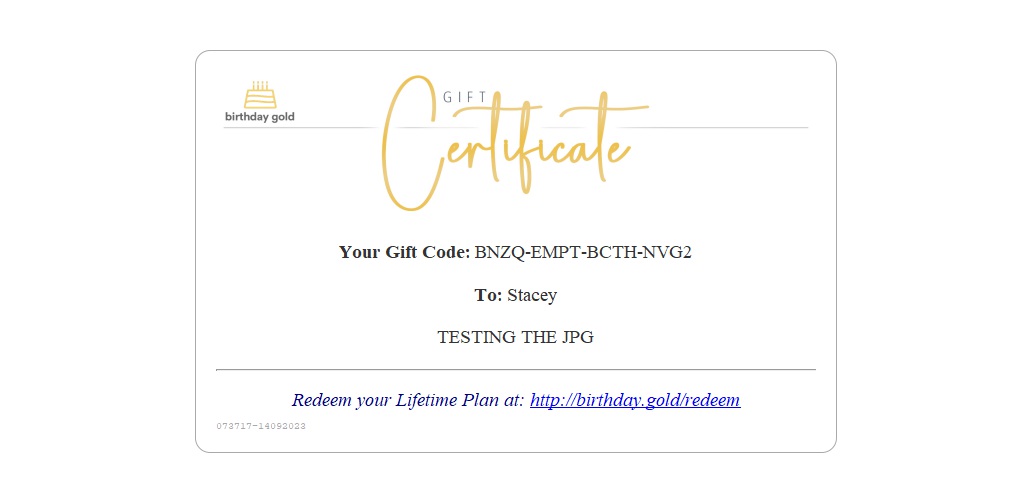 birthday gold
GIFT
Certificate
Your Gift Code: BNZQ-EMPT-BCTH-NVG2
To: Stacey
TESTING THE JPG
Redeem your Lifetime Plan at: http://birthday.gold/redeem
073717-14092023